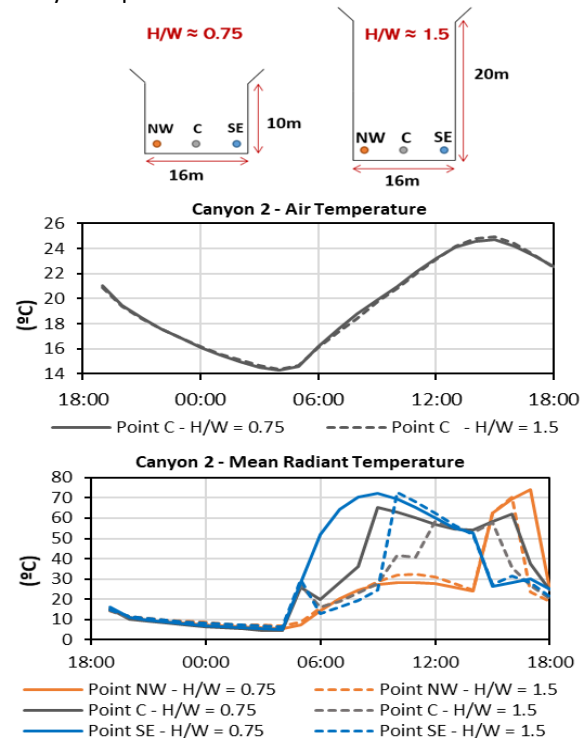 H/W ≈ 0.75
H/W ≈ 1.5
20m
10m
NW C SE
NW C SE
16m
16m
Canyon 2 - Air Temperature
26
24
22
20
18
16
14
(ºC)
18:00 00:00 06:00 12:00 18:00
Point C - H/W = 0.75 Point C - H/W = 1.5
Canyon 2 - Mean Radiant Temperature
80
70
60
50
40
30
20
10
0
(ºC)
18:00 00:00 06:00 12:00 18:00
Point NW - H/W = 0.75 Point NW - H/W = 1.5
Point C - H/W = 0.75 Point C - H/W = 1.5
Point SE - H/W = 0.75 Point SE - H/W = 1.5